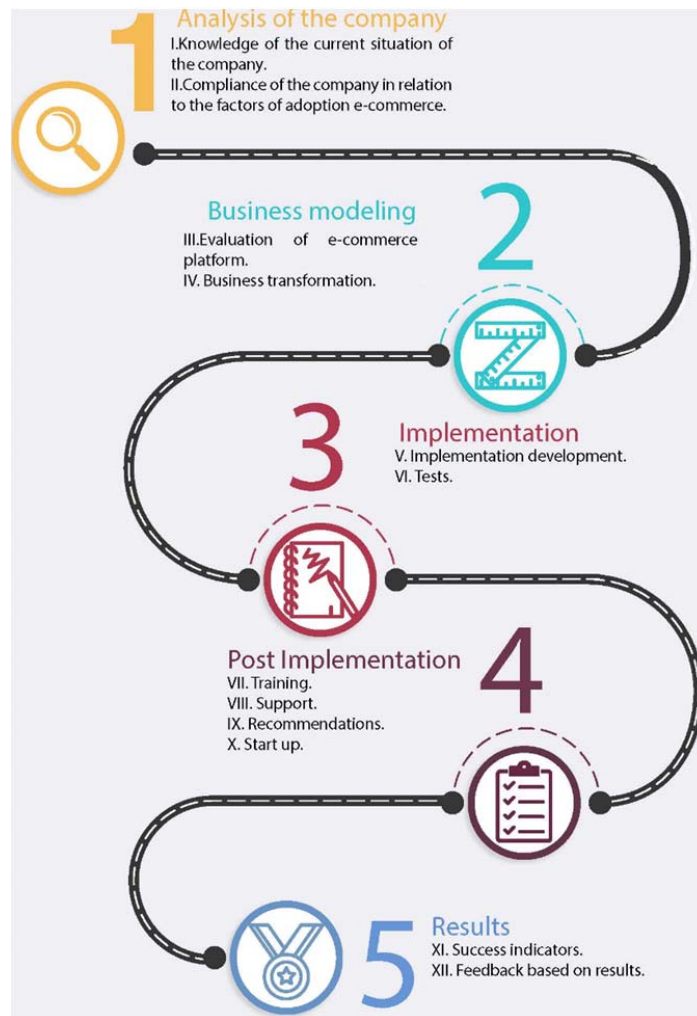 1
Analysis of the company
I.Knowledge of the current situation of
the company.
II.Compliance of the company in relation
to the factors of adoption e-commerce.
2
Business modeling
III.Evaluation of e-commerce
platform.
IV. Business transformation.
3
Implementation
V. Implementation development.
VI. Tests.
4
Post Implementation
VII. Training.
VIII. Support.
IX. Recommendations.
X. Start up.
5
Results
XI. Success indicators.
XII. Feedback based on results.